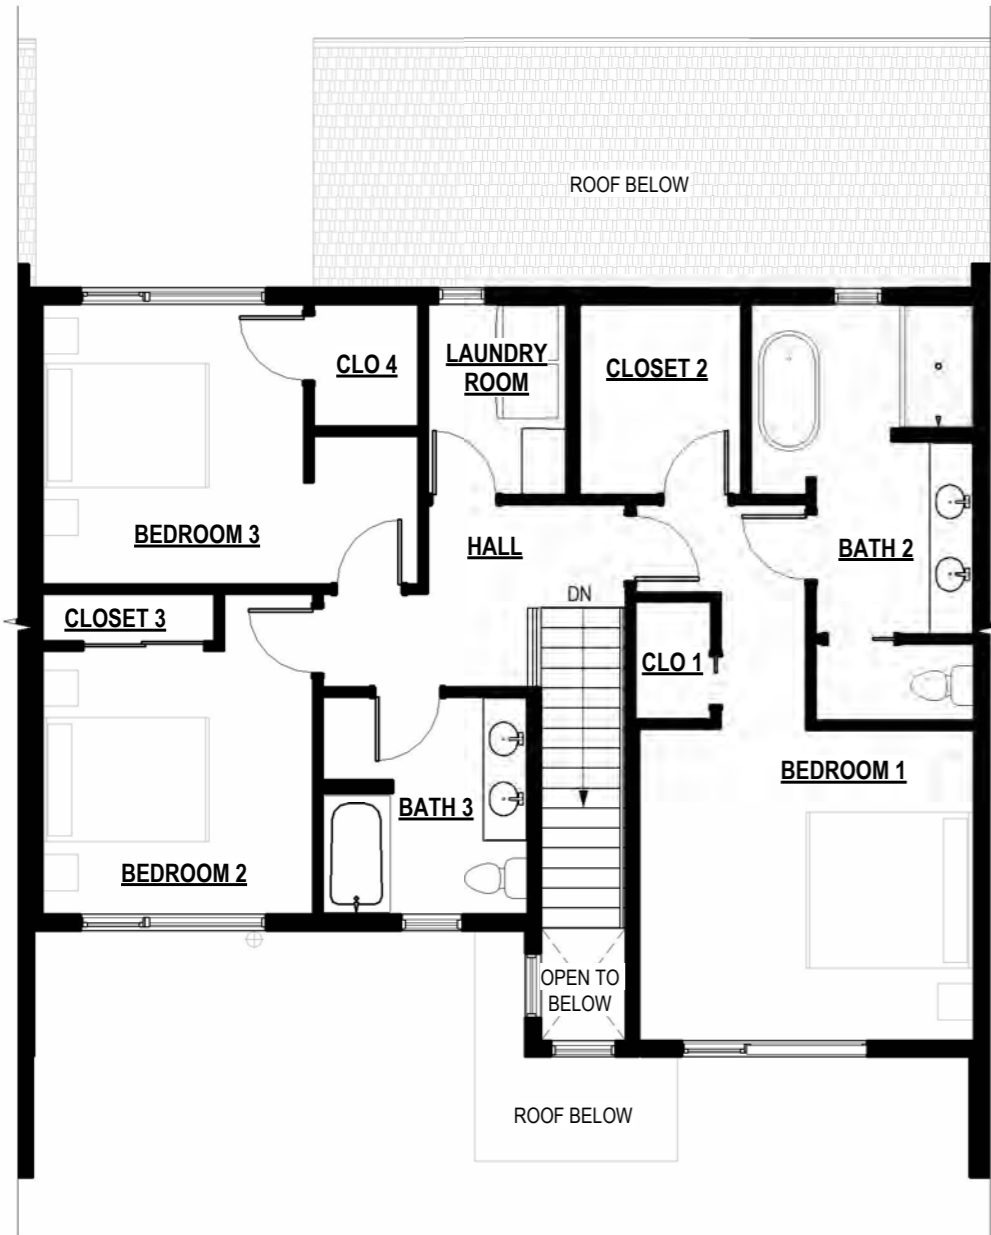 ROOF BELOW
LAUNDRY
ROOM
CLO 4
CLOSET 2
BEDROOM 3
HALL
BATH 2
DN
CLOSET 3
CLO 1
BEDROOM 1
BATH 3
BEDROOM 2
OPEN TO
BELOW
ROOF BELOW